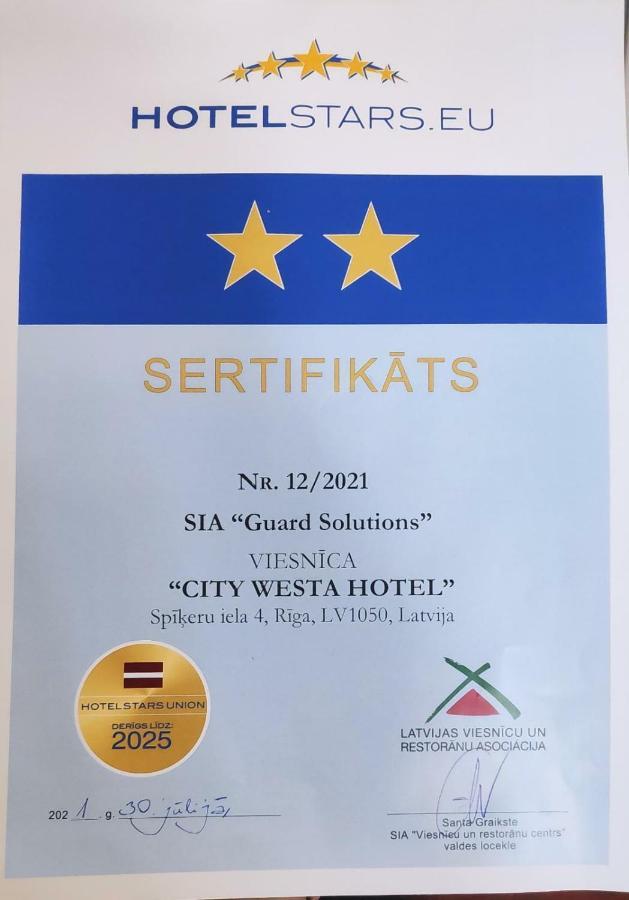 HOTELSTARS.EU
SERTIFIKĀTS
NR. 12/2021
SIA “Guard Solutions”
VIESNĪCA
“CITY WESTA HOTEL”
Spīķeru iela 4, Rīga, LV1050, Latvija
HOTELSTARS UNION
DERĪGS LĪDZ:
2025
LATVIJAS VIESNĪCU UN
RESTORĀNU ASOCIĀCIJA
2021. g. 30. jūlijā,
Santa Graikste
SIA "Viesnīcu un restorānu centrs"
valdes locekle